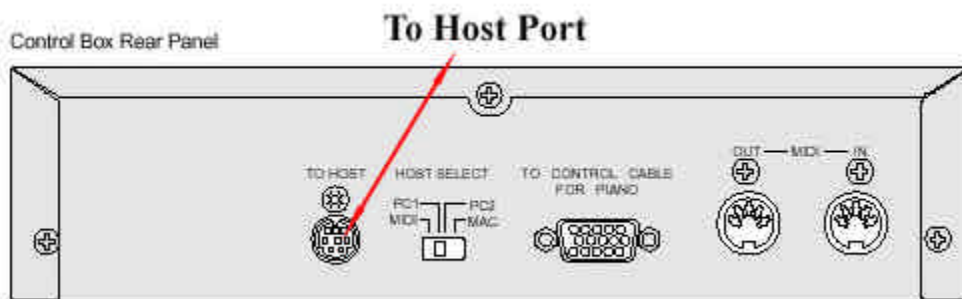 To Host Port
Control Box Rear Panel
TO HOST
HOST SELECT
PC1
PC2
MIDI
MAC
TO CONTROL CABLE
FOR PIANO
OUT MIDI IN